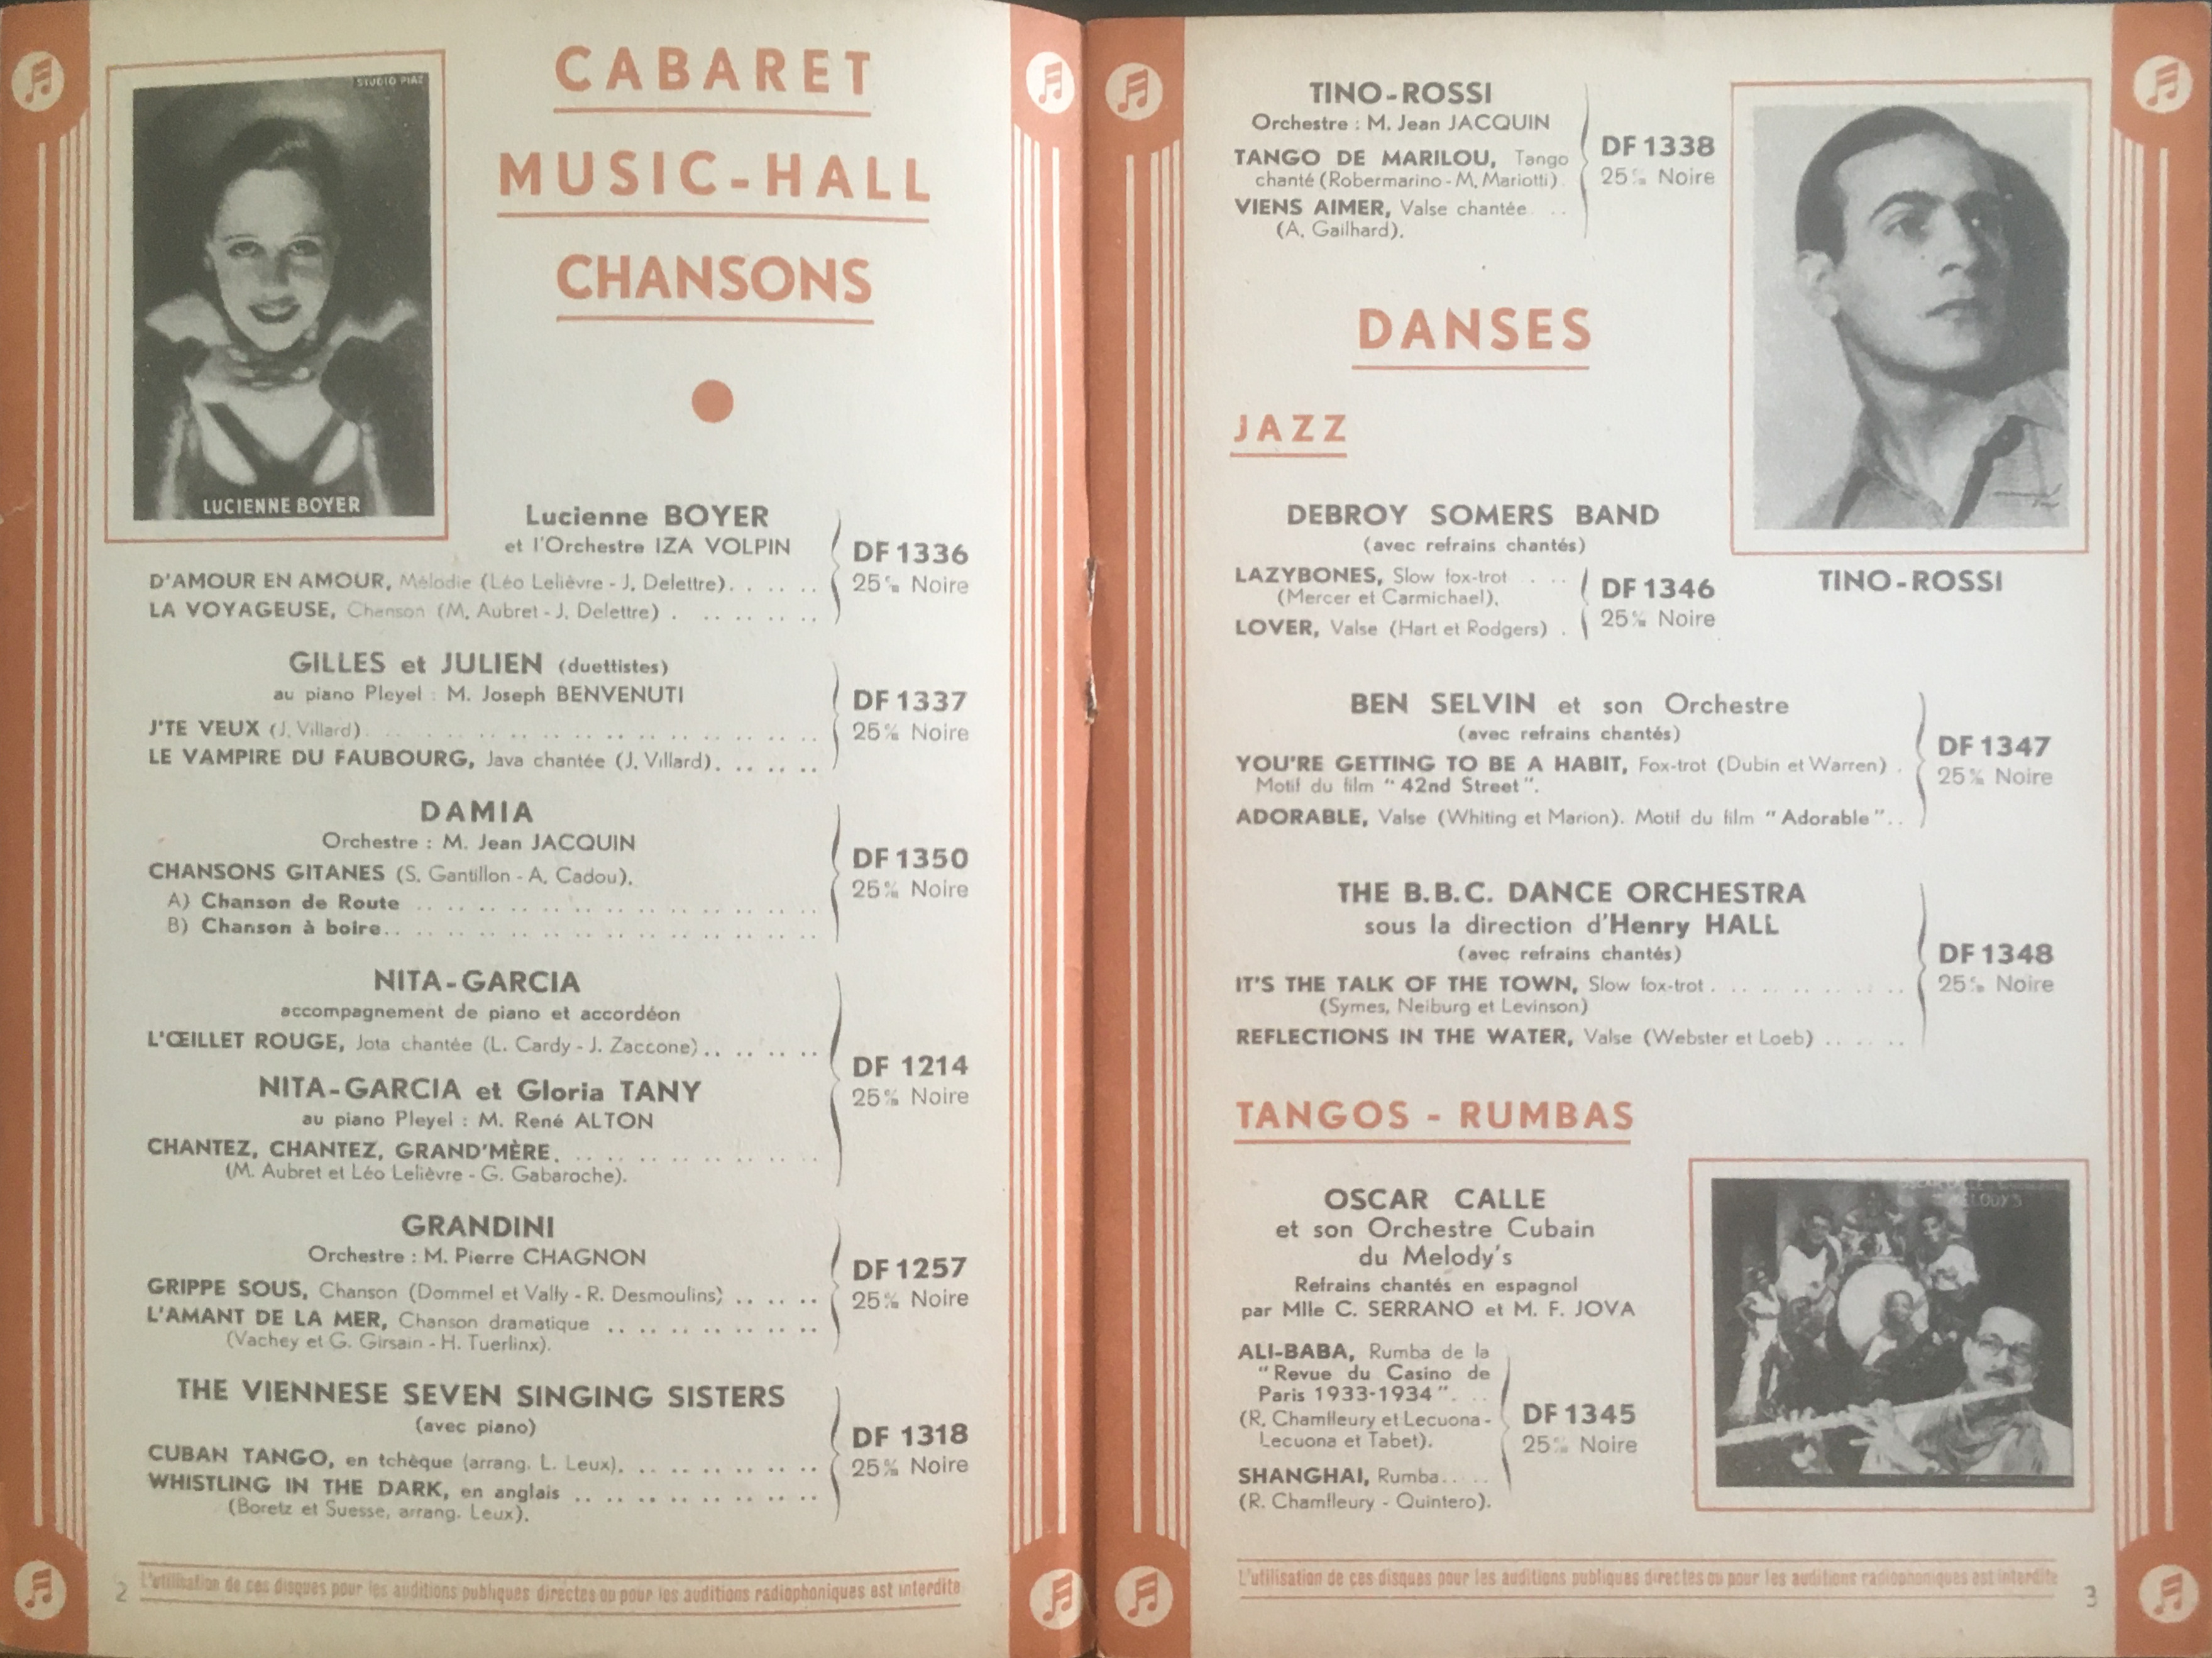 STUDIO PIAZ
LUCIENNE BOYER
CABARET
MUSIC-HALL
CHANSONS
Lucienne BOYER
et l'Orchestre IZA VOLPIN
D'AMOUR EN AMOUR, Mélodie (Léo Lelièvre - J. Delettre). . . . . .
LA VOYAGEUSE, Chanson (M. Aubret - J. Delettre) . .. .. .. ..
DF 1336
25 c/m Noire
GILLES et JULIEN (duettistes)
au piano Pleyel : M. Joseph BENVENUTI
J'TE VEUX (J. Villard). .. .. .. .. .. .. .. .. .. .. .. .. .. ..
LE VAMPIRE DU FAUBOURG, Java chantée (J. Villard). .. .. ..
DF 1337
25 c/m Noire
DAMIA
Orchestre : M. Jean JACQUIN
CHANSONS GITANES (S. Gantillon - A. Cadou).
A) Chanson de Route .. .. .. .. .. .. .. .. .. .. .. .. ..
B) Chanson à boire.. .. .. .. .. .. .. .. .. .. .. .. .. ..
DF 1350
25 c/m Noire
NITA-GARCIA
accompagnement de piano et accordéon
L'ŒILLET ROUGE, Jota chantée (L. Cardy - J. Zaccone).. .. .. ..
NITA-GARCIA et Gloria TANY
au piano Pleyel : M. René ALTON
CHANTEZ, CHANTEZ, GRAND'MÈRE. .. .. .. .. .. .. .. ..
(M. Aubret et Léo Lelièvre - G. Gabaroche).
DF 1214
25 c/m Noire
GRANDINI
Orchestre : M. Pierre CHAGNON
GRIPPE SOUS, Chanson (Dommel et Vally - R. Desmoulins) .. .. ..
L'AMANT DE LA MER, Chanson dramatique .. .. .. .. .. .. ..
(Vachey et G. Girsain - H. Tuerlinx).
DF 1257
25 c/m Noire
THE VIENNESE SEVEN SINGING SISTERS
(avec piano)
CUBAN TANGO, en tchèque (arrang. L. Leux). .. .. .. .. .. ..
WHISTLING IN THE DARK, en anglais .. .. .. .. .. .. .. ..
(Boretz et Suesse, arrang. Leux).
DF 1318
25 c/m Noire
2
L'utilisation de ces disques pour les auditions publiques directes ou pour les auditions radiophoniques est interdite
TINO-ROSSI
Orchestre : M. Jean JACQUIN
TANGO DE MARILOU, Tango
chanté (Robermarino - M. Mariotti).
VIENS AIMER, Valse chantée. ..
(A. Gailhard).
DF 1338
25 c/m Noire
TINO-ROSSI
DANSES
JAZZ
DEBROY SOMERS BAND
(avec refrains chantés)
LAZYBONES, Slow fox-trot . . ..
(Mercer et Carmichael).
LOVER, Valse (Hart et Rodgers) .
DF 1346
25 c/m Noire
BEN SELVIN et son Orchestre
(avec refrains chantés)
YOU'RE GETTING TO BE A HABIT, Fox-trot (Dubin et Warren) .
Motif du film "42nd Street".
ADORABLE, Valse (Whiting et Marion). Motif du film "Adorable"..
DF 1347
25 c/m Noire
THE B.B.C. DANCE ORCHESTRA
sous la direction d'Henry HALL
(avec refrains chantés)
IT'S THE TALK OF THE TOWN, Slow fox-trot. .. .. .. .. .. ..
(Symes, Neiburg et Levinson)
REFLECTIONS IN THE WATER, Valse (Webster et Loeb) .. .. ..
DF 1348
25 c/m Noire
TANGOS - RUMBAS
OSCAR CALLE
et son Orchestre Cubain
du Melody's
Refrains chantés en espagnol
par Mlle C. SERRANO et M. F. JOVA
ALI-BABA, Rumba de la
"Revue du Casino de
Paris 1933-1934". ..
(R. Chamfleury et Lecuona-
Lecuona et Tabet).
SHANGHAI, Rumba.. ..
(R. Chamfleury - Quintero).
DF 1345
25 c/m Noire
MELODY'S
L'utilisation de ces disques pour les auditions publiques directes ou pour les auditions radiophoniques est interdite
3